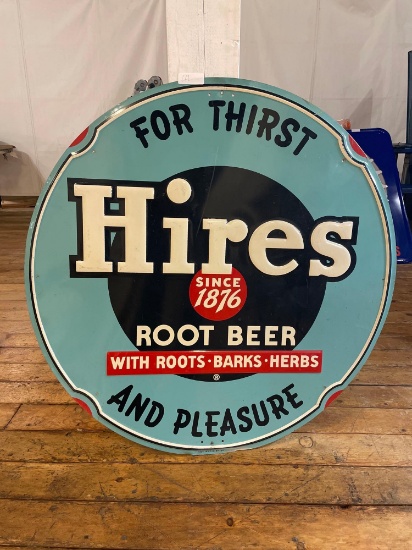 FOR THIRST
Hires
SINCE
1876
ROOT BEER
WITH ROOTS·BARKS·HERBS
AND PLEASURE